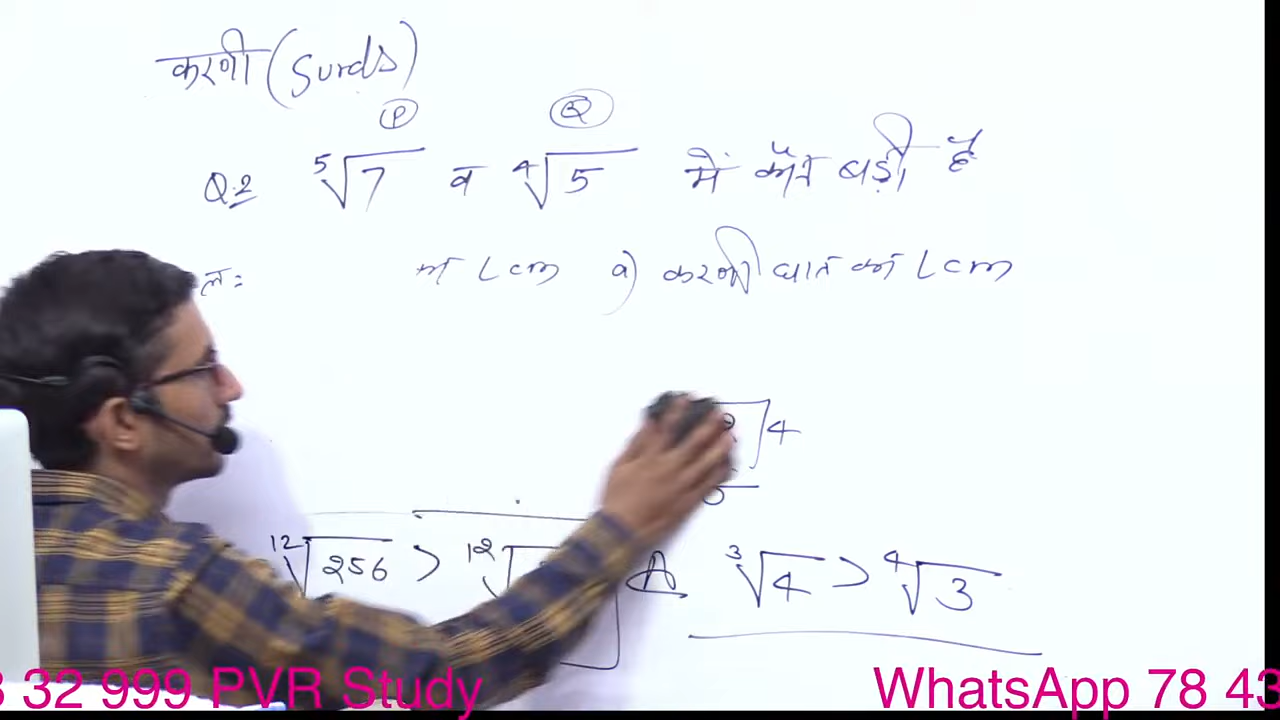 करणी (Surds)
P Q
Q.2 ⁵√7 व ⁴√5 में कौन बड़ी है
ल:
LCM a) करणी घात का LCM
4
¹²√256 > ¹²√ A ³√4 > ⁴√3
32 999 PVR Study WhatsApp 78 43